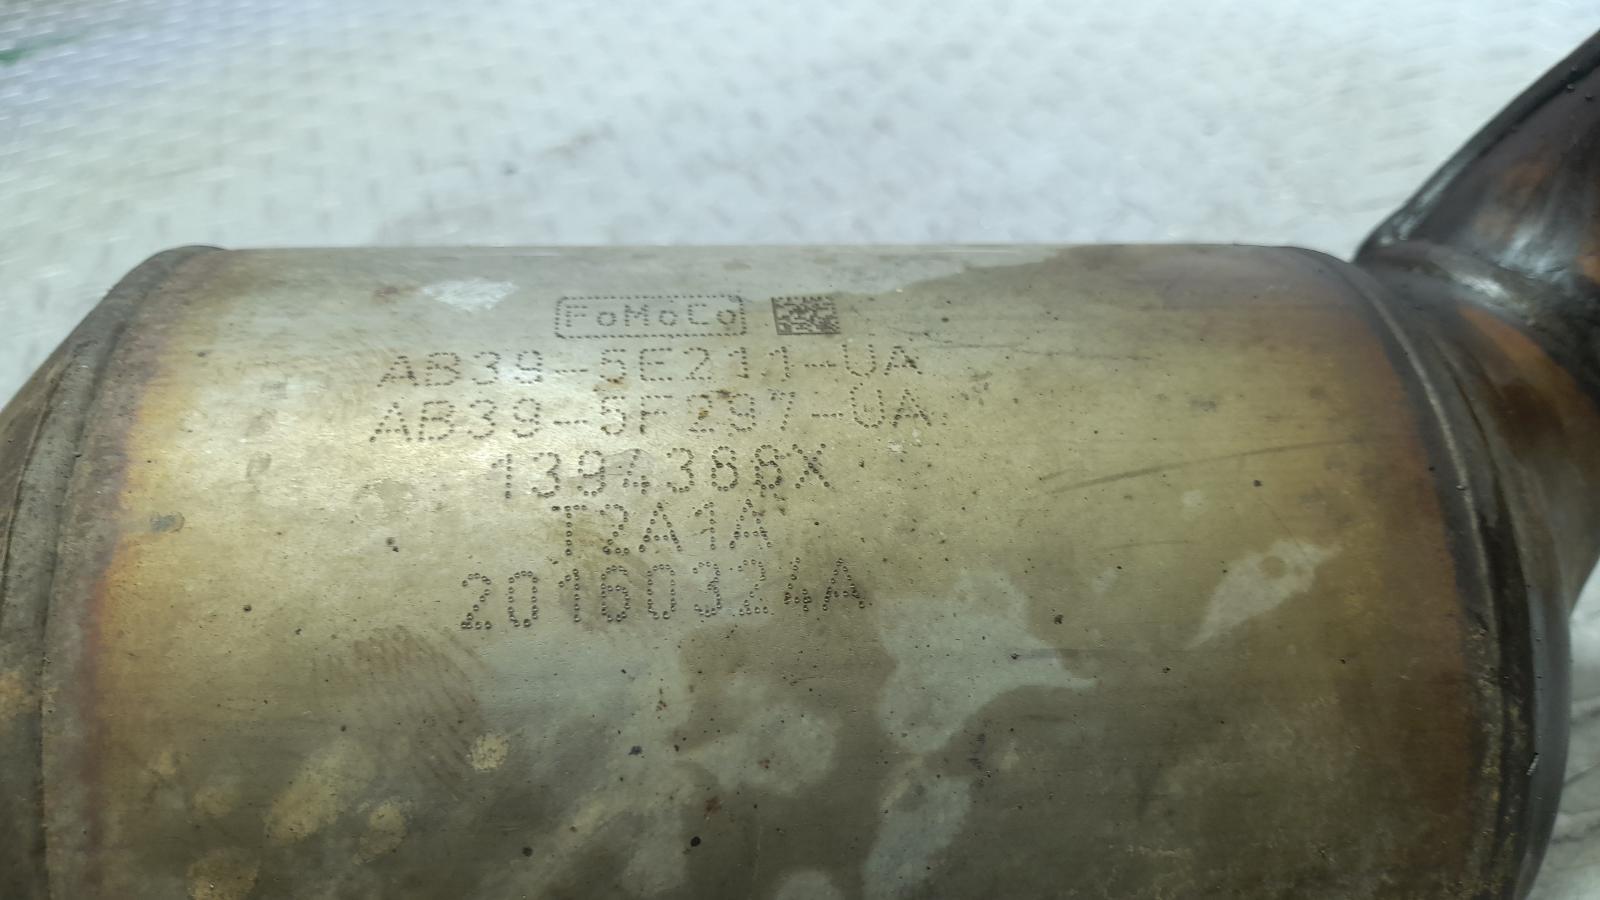 FoMoCo
AB39-5E211-UA
AB39-5F297-UA
1394388X
T2A1A
20160324A